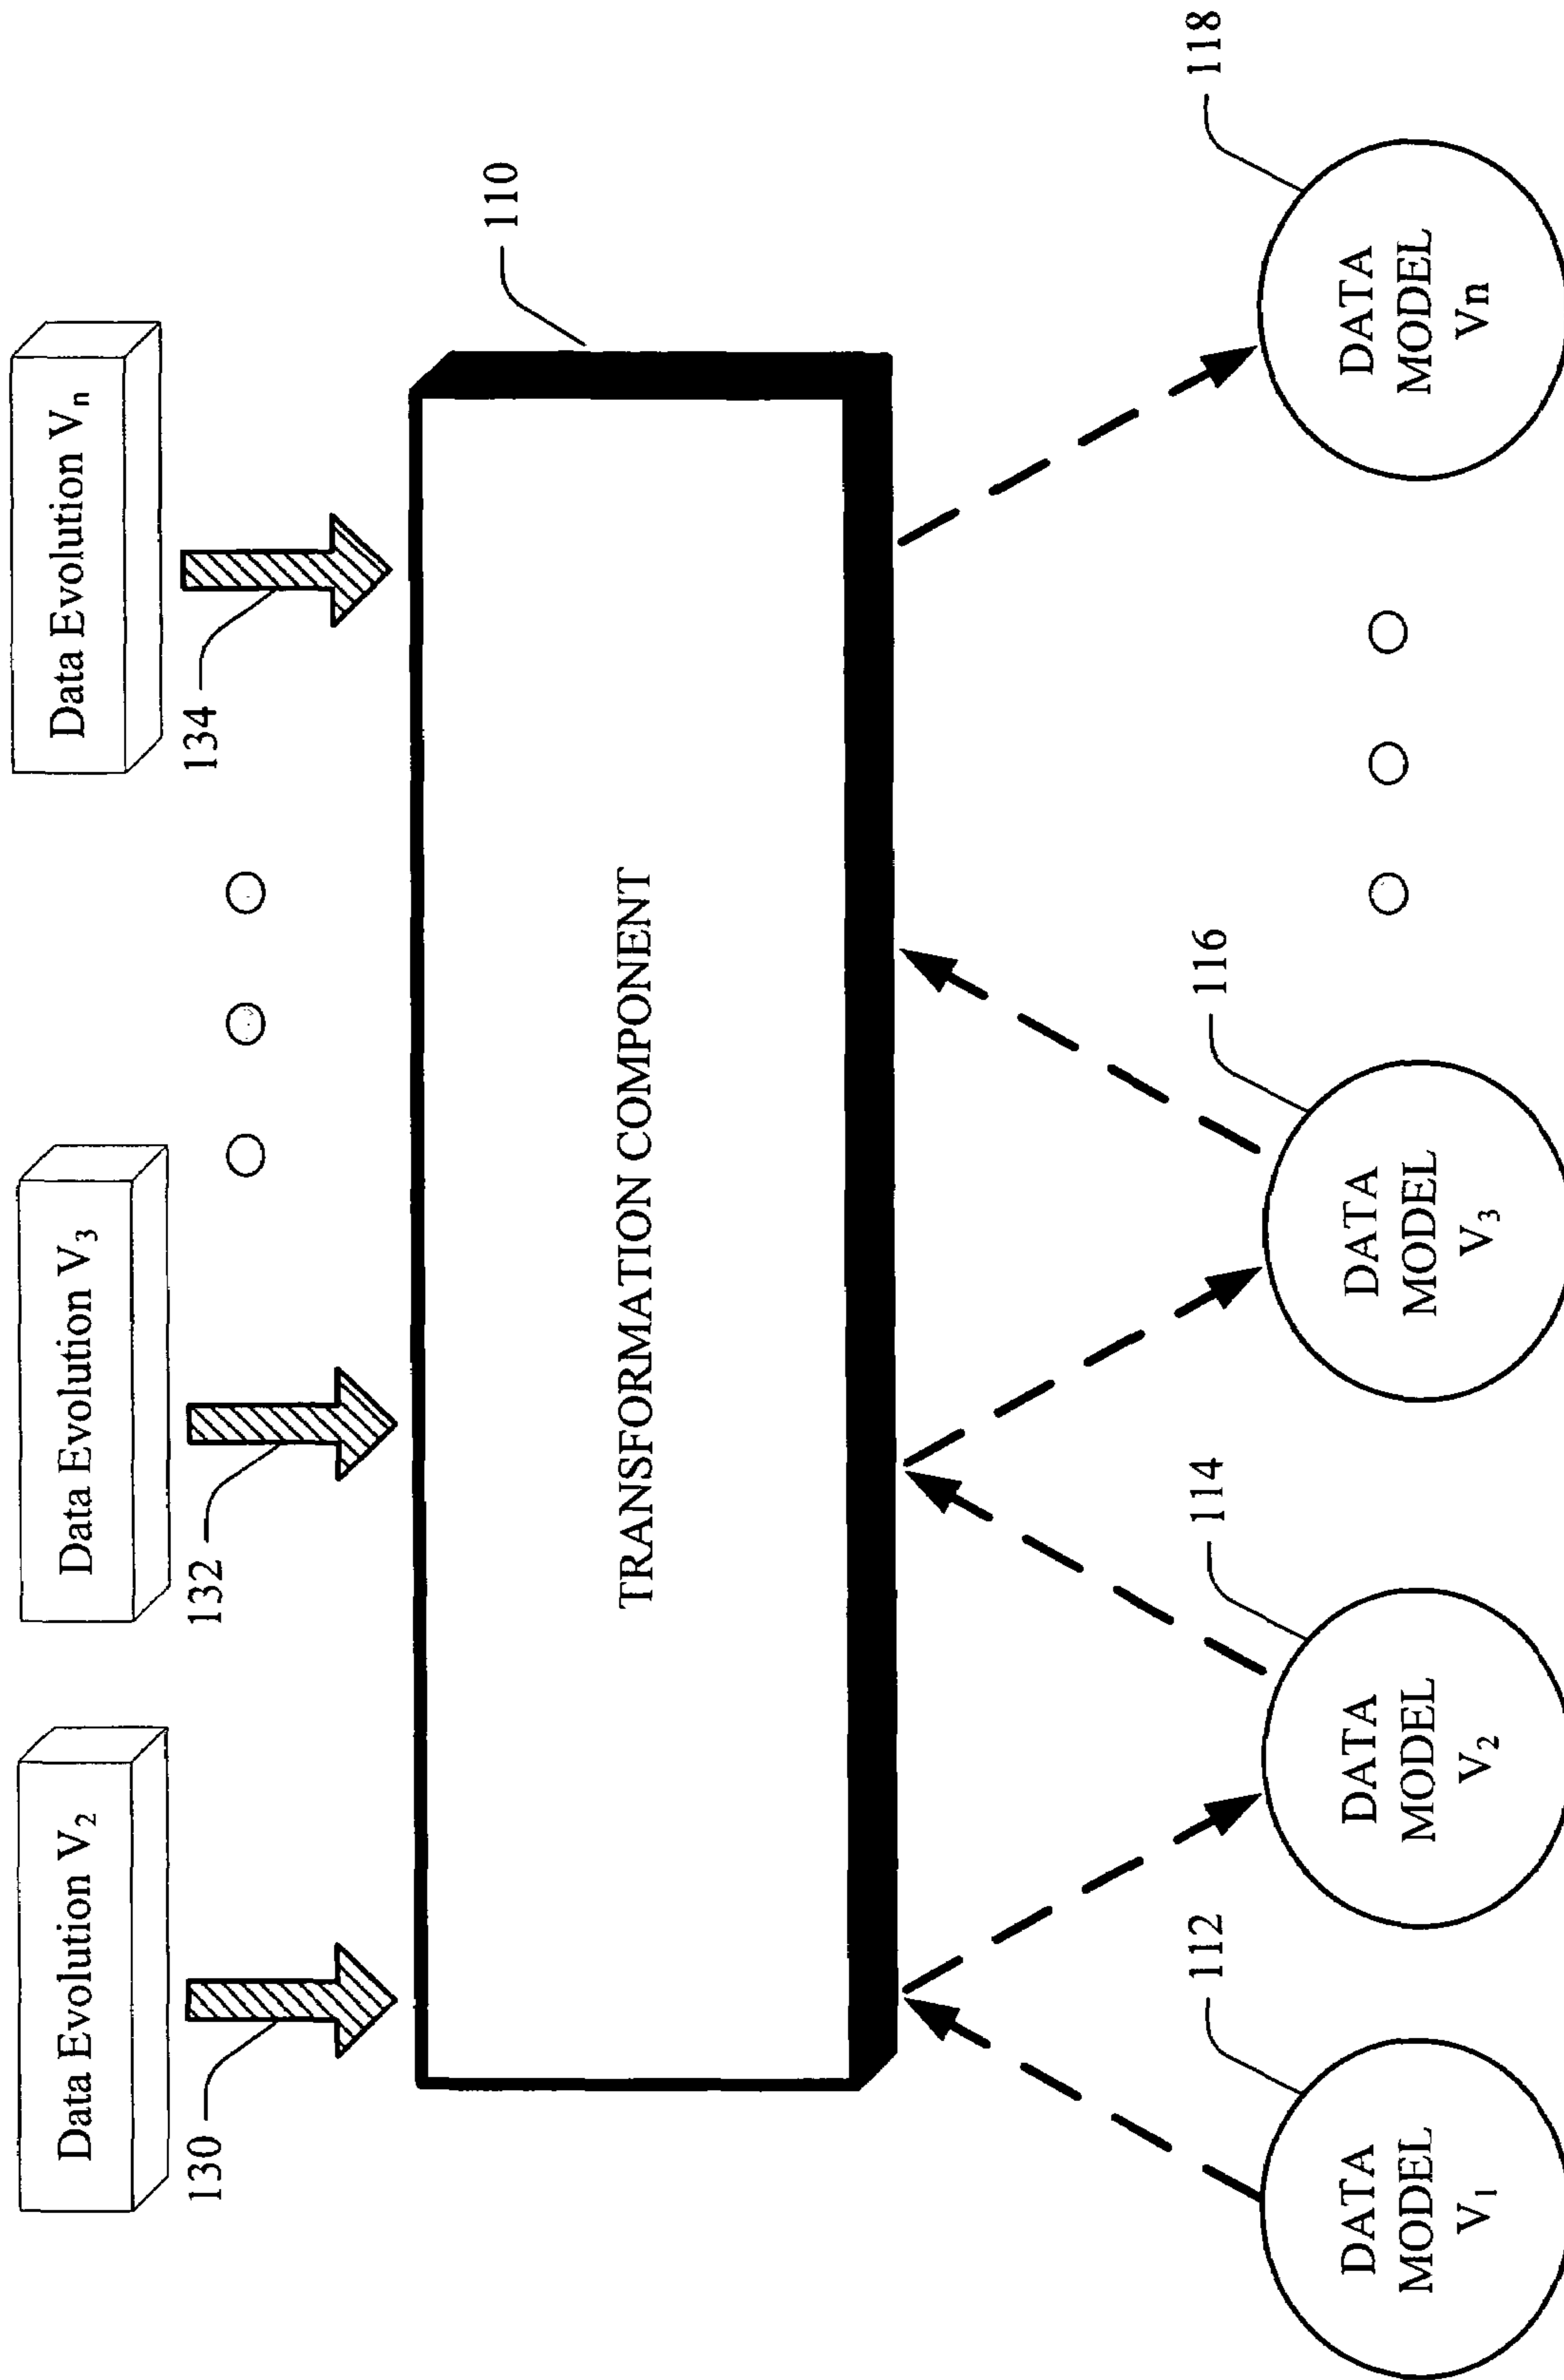 Data Evolution V2
Data Evolution V3
Data Evolution Vn
130
132
134
110
TRANSFORMATION COMPONENT
112
114
116
118
DATA
MODEL
V1
DATA
MODEL
V2
DATA
MODEL
V3
DATA
MODEL
Vn